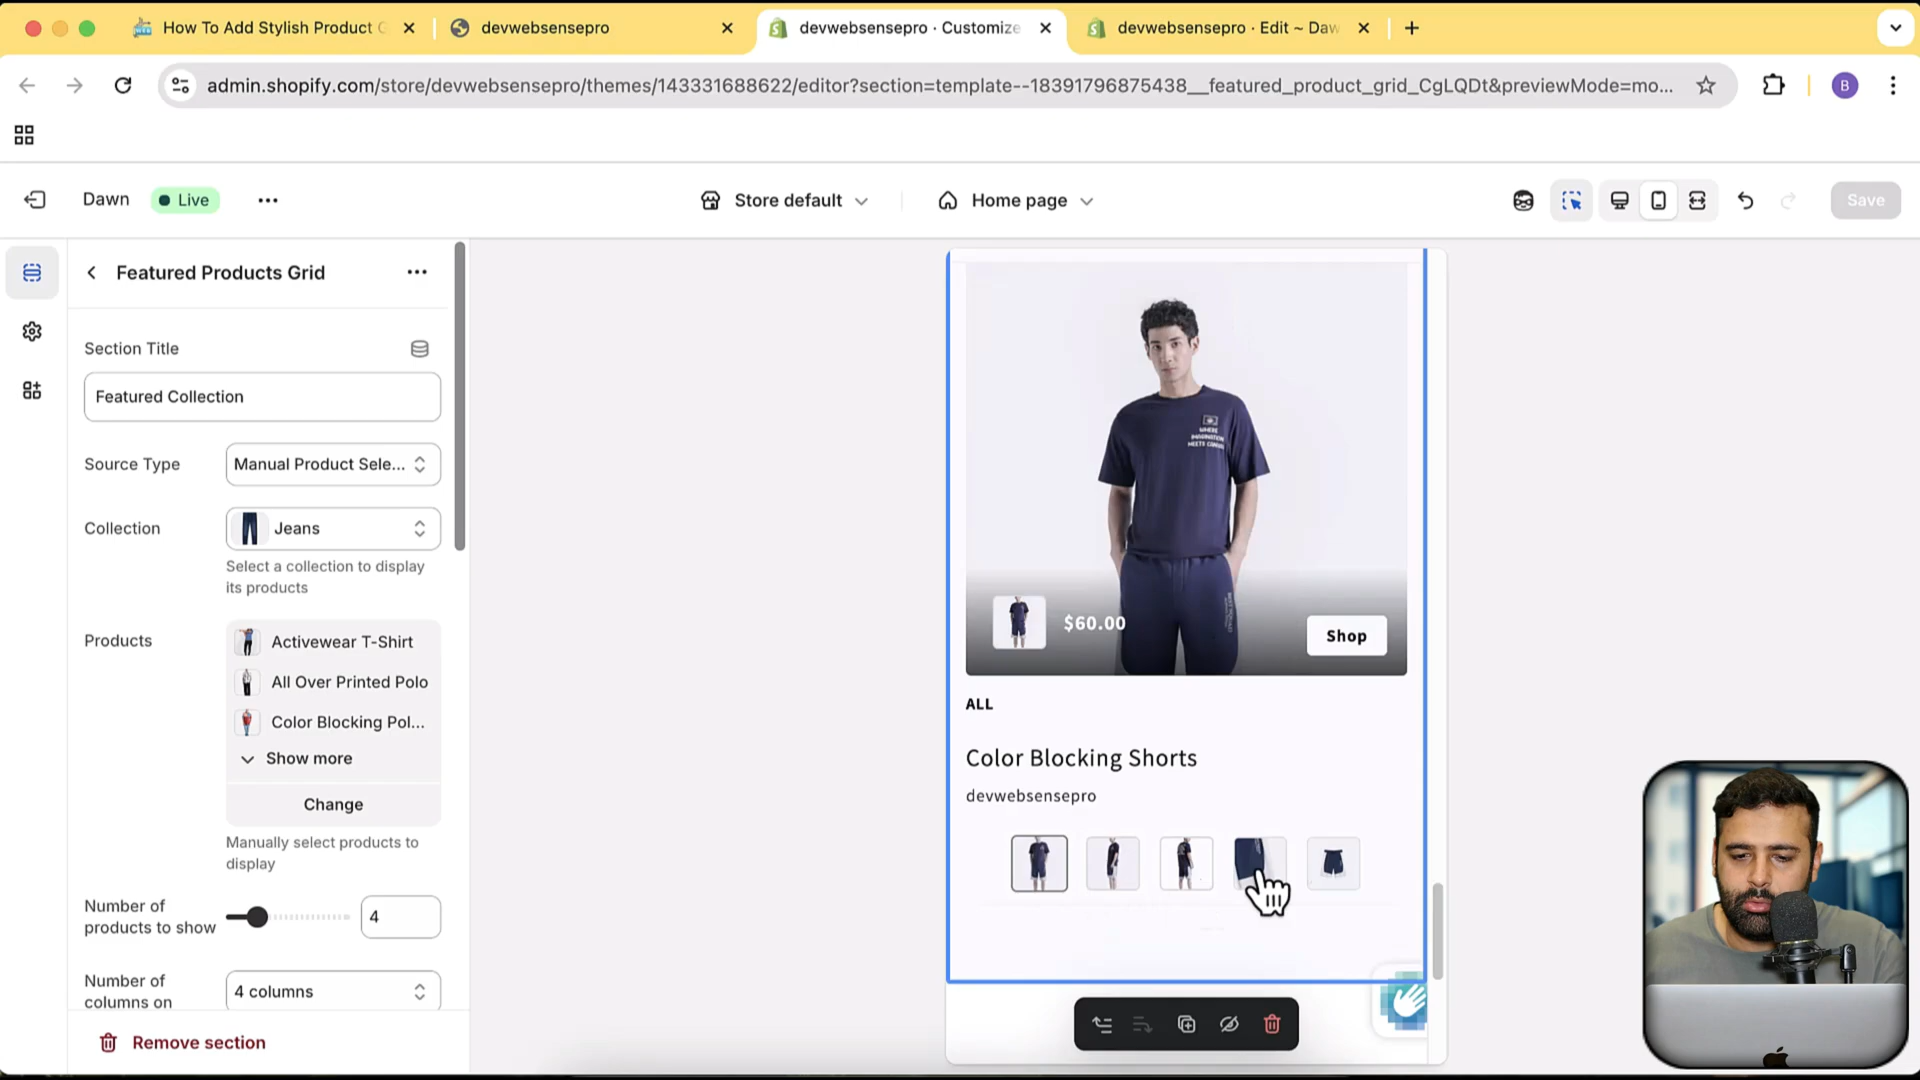 How To Add Stylish Product G
devwebsensepro
devwebsensepro · Customize
devwebsensepro · Edit ~ Daw
admin.shopify.com/store/devwebsensepro/themes/143331688622/editor?section=template--18391796875438__featured_product_grid_CgLQDt&previewMode=mo...
B
Dawn
Live
Store default
Home page
Save
Featured Products Grid
Section Title
Featured Collection
Source Type
Manual Product Sele...
Collection
Jeans
Select a collection to display
its products
Products
Activewear T-Shirt
All Over Printed Polo
Color Blocking Pol...
Show more
Change
Manually select products to
display
Number of
products to show
4
Number of
columns on
4 columns
Remove section
WHERE
IMAGINATION
MEETS CANVAS
$60.00
Shop
ALL
Color Blocking Shorts
devwebsensepro